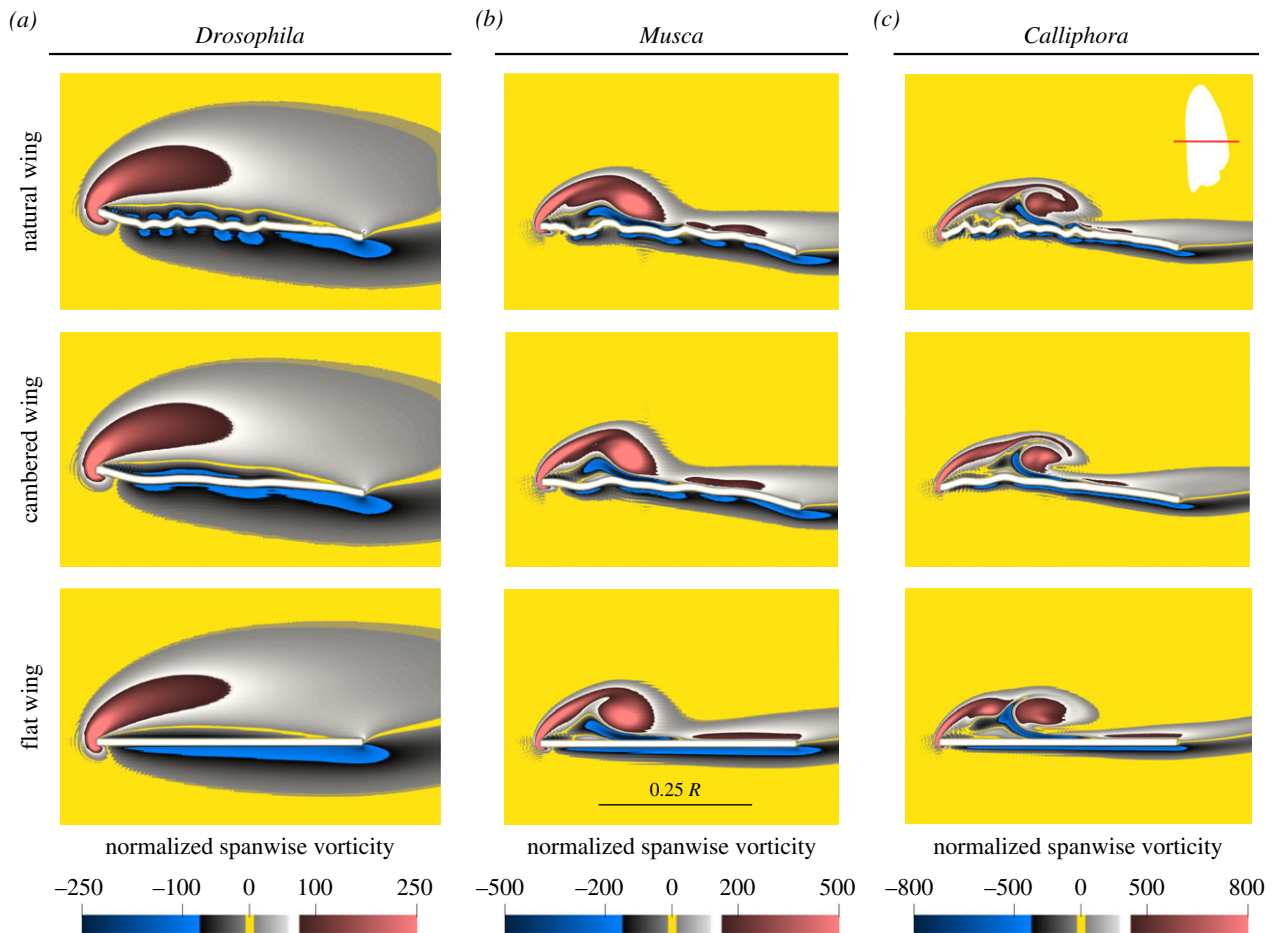 (a)
Drosophila
(b)
Musca
(c)
Calliphora
natural wing
cambered wing
flat wing
0.25 R
normalized spanwise vorticity
normalized spanwise vorticity
normalized spanwise vorticity
−250 −100 0 100 250
−500 −200 0 200 500
−800 −500 0 500 800